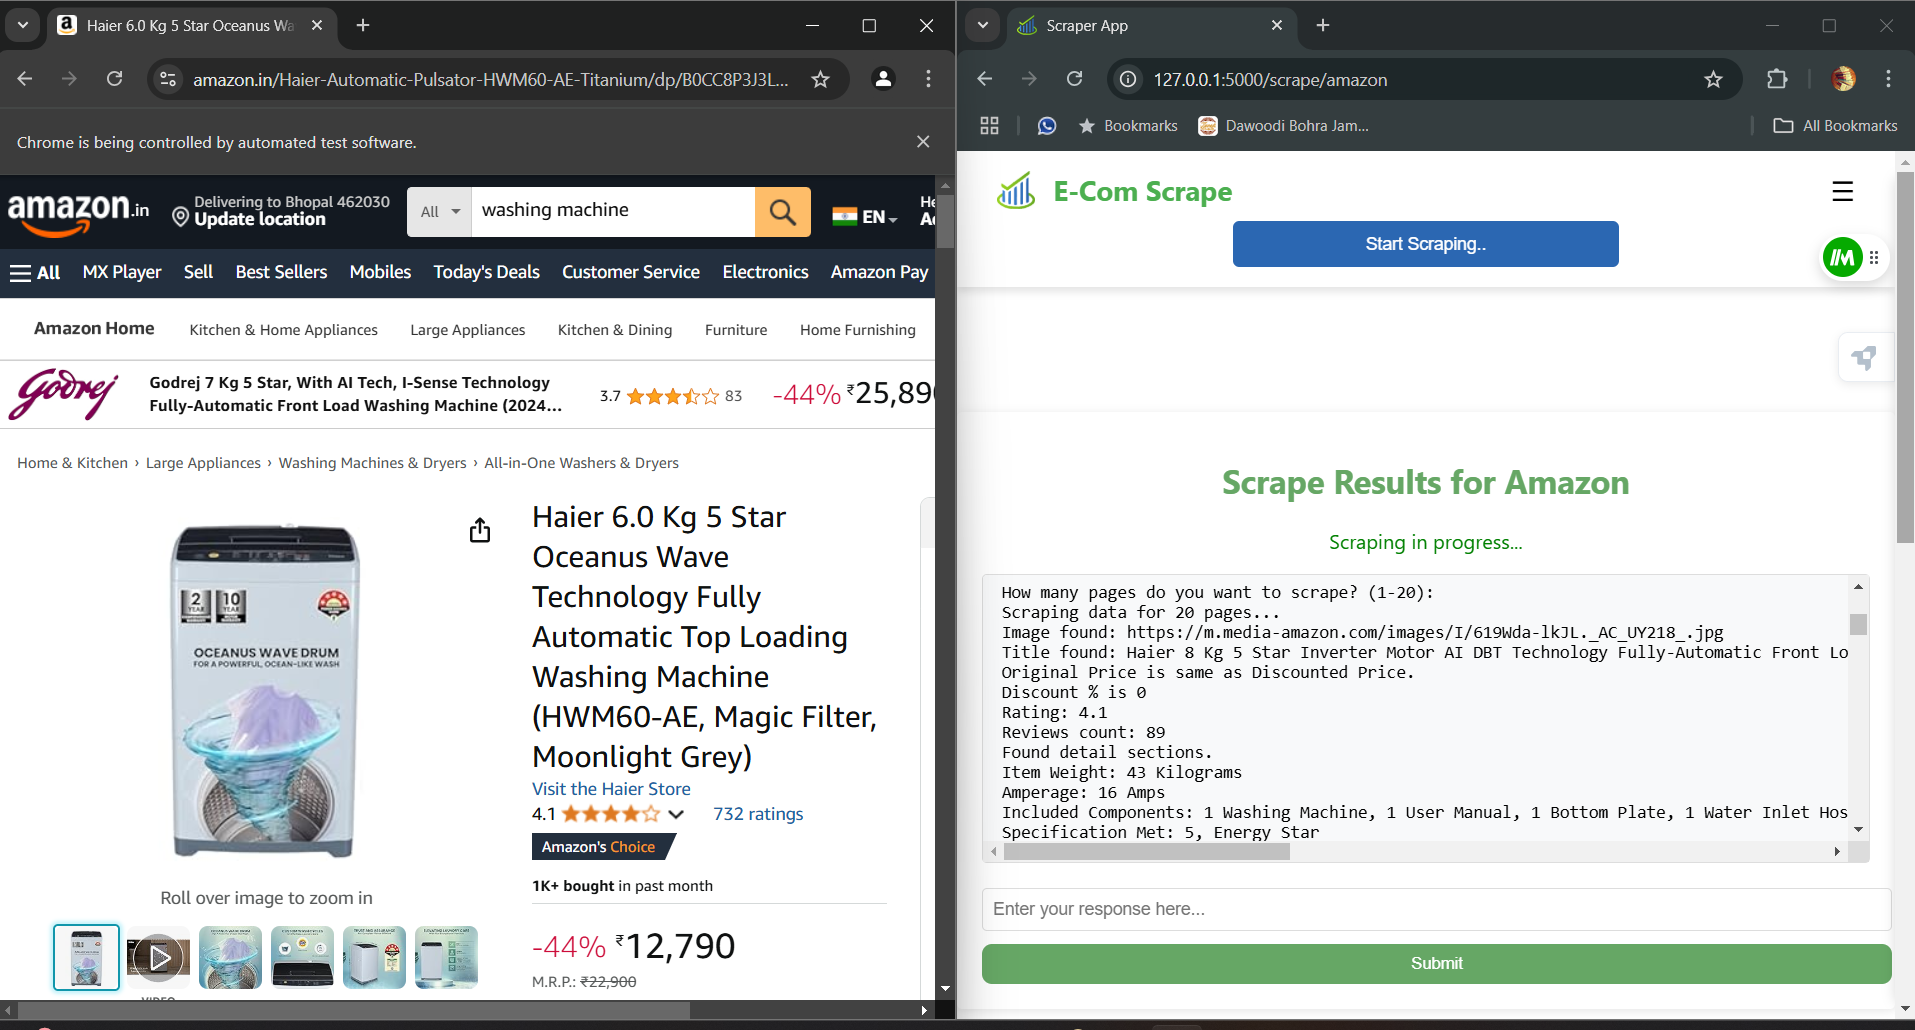 Haier 6.0 Kg 5 Star Oceanus Wa
amazon.in/Haier-Automatic-Pulsator-HWM60-AE-Titanium/dp/B0CC8P3J3L...
Chrome is being controlled by automated test software.
amazon.in
Delivering to Bhopal 462030
Update location
All
washing machine
EN
He
Ac
All
MX Player
Sell
Best Sellers
Mobiles
Today's Deals
Customer Service
Electronics
Amazon Pay
Amazon Home
Kitchen & Home Appliances
Large Appliances
Kitchen & Dining
Furniture
Home Furnishing
Godrej
Godrej 7 Kg 5 Star, With AI Tech, I-Sense Technology
Fully-Automatic Front Load Washing Machine (2024...
3.7
83
-44% ₹25,890
Home & Kitchen › Large Appliances › Washing Machines & Dryers › All-in-One Washers & Dryers
2
YEAR
10
YEAR
OCEANUS WAVE DRUM
FOR A POWERFUL, OCEAN-LIKE WASH
Roll over image to zoom in
VIDEO
Haier 6.0 Kg 5 Star
Oceanus Wave
Technology Fully
Automatic Top Loading
Washing Machine
(HWM60-AE, Magic Filter,
Moonlight Grey)
Visit the Haier Store
4.1
732 ratings
Amazon's Choice
1K+ bought in past month
-44% ₹12,790
M.R.P.: ₹22,900
Scraper App
127.0.0.1:5000/scrape/amazon
Bookmarks
Dawoodi Bohra Jam...
All Bookmarks
E-Com Scrape
Start Scraping..
Scrape Results for Amazon
Scraping in progress...
How many pages do you want to scrape? (1-20):
Scraping data for 20 pages...
Image found: https://m.media-amazon.com/images/I/619Wda-lkJL._AC_UY218_.jpg
Title found: Haier 8 Kg 5 Star Inverter Motor AI DBT Technology Fully-Automatic Front Lo
Original Price is same as Discounted Price.
Discount % is 0
Rating: 4.1
Reviews count: 89
Found detail sections.
Item Weight: 43 Kilograms
Amperage: 16 Amps
Included Components: 1 Washing Machine, 1 User Manual, 1 Bottom Plate, 1 Water Inlet Hos
Specification Met: 5, Energy Star
Enter your response here...
Submit